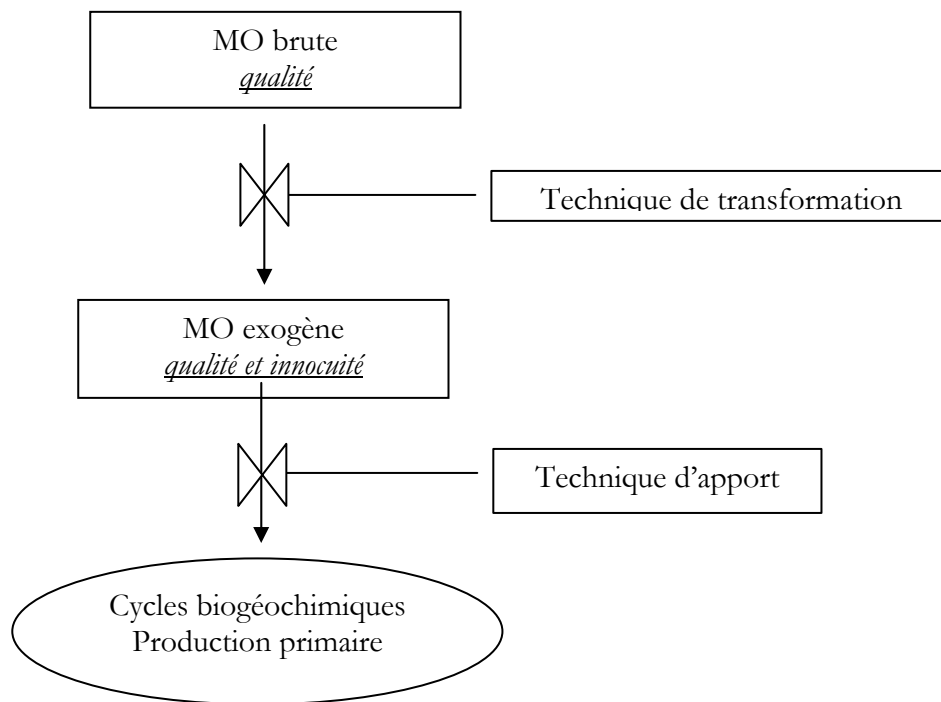 MO brute
qualité
Technique de transformation
MO exogène
qualité et innocuité
Technique d’apport
Cycles biogéochimiques
Production primaire